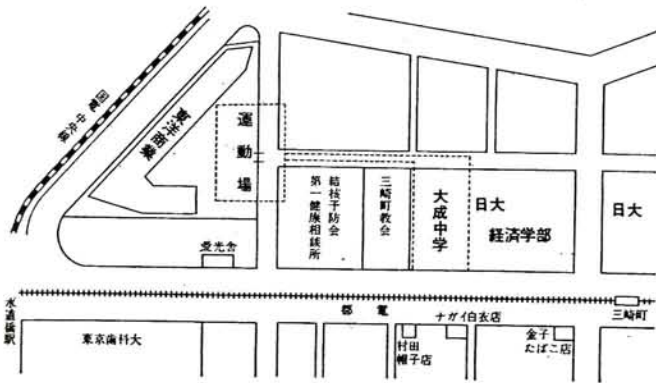 国電中央線
東洋商業
運動場
結核予防会
第一健康相談所
三崎町教会
大成中学
日大
経済学部
日大
愛光舎
水道橋駅
都電
三崎町
東京歯科大
村田
帽子店
ナガイ白衣店
金子
たばこ店